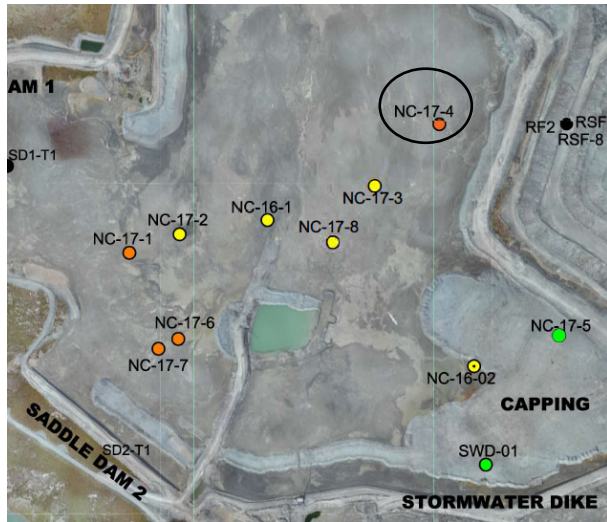 AM 1
NC-17-4
RF2
RSF
RSF-8
SD1-T1
NC-17-3
NC-16-1
NC-17-2
NC-17-8
NC-17-1
NC-17-6
NC-17-5
NC-17-7
NC-16-02
CAPPING
SADDLE DAM 2
SD2-T1
SWD-01
STORMWATER DIKE